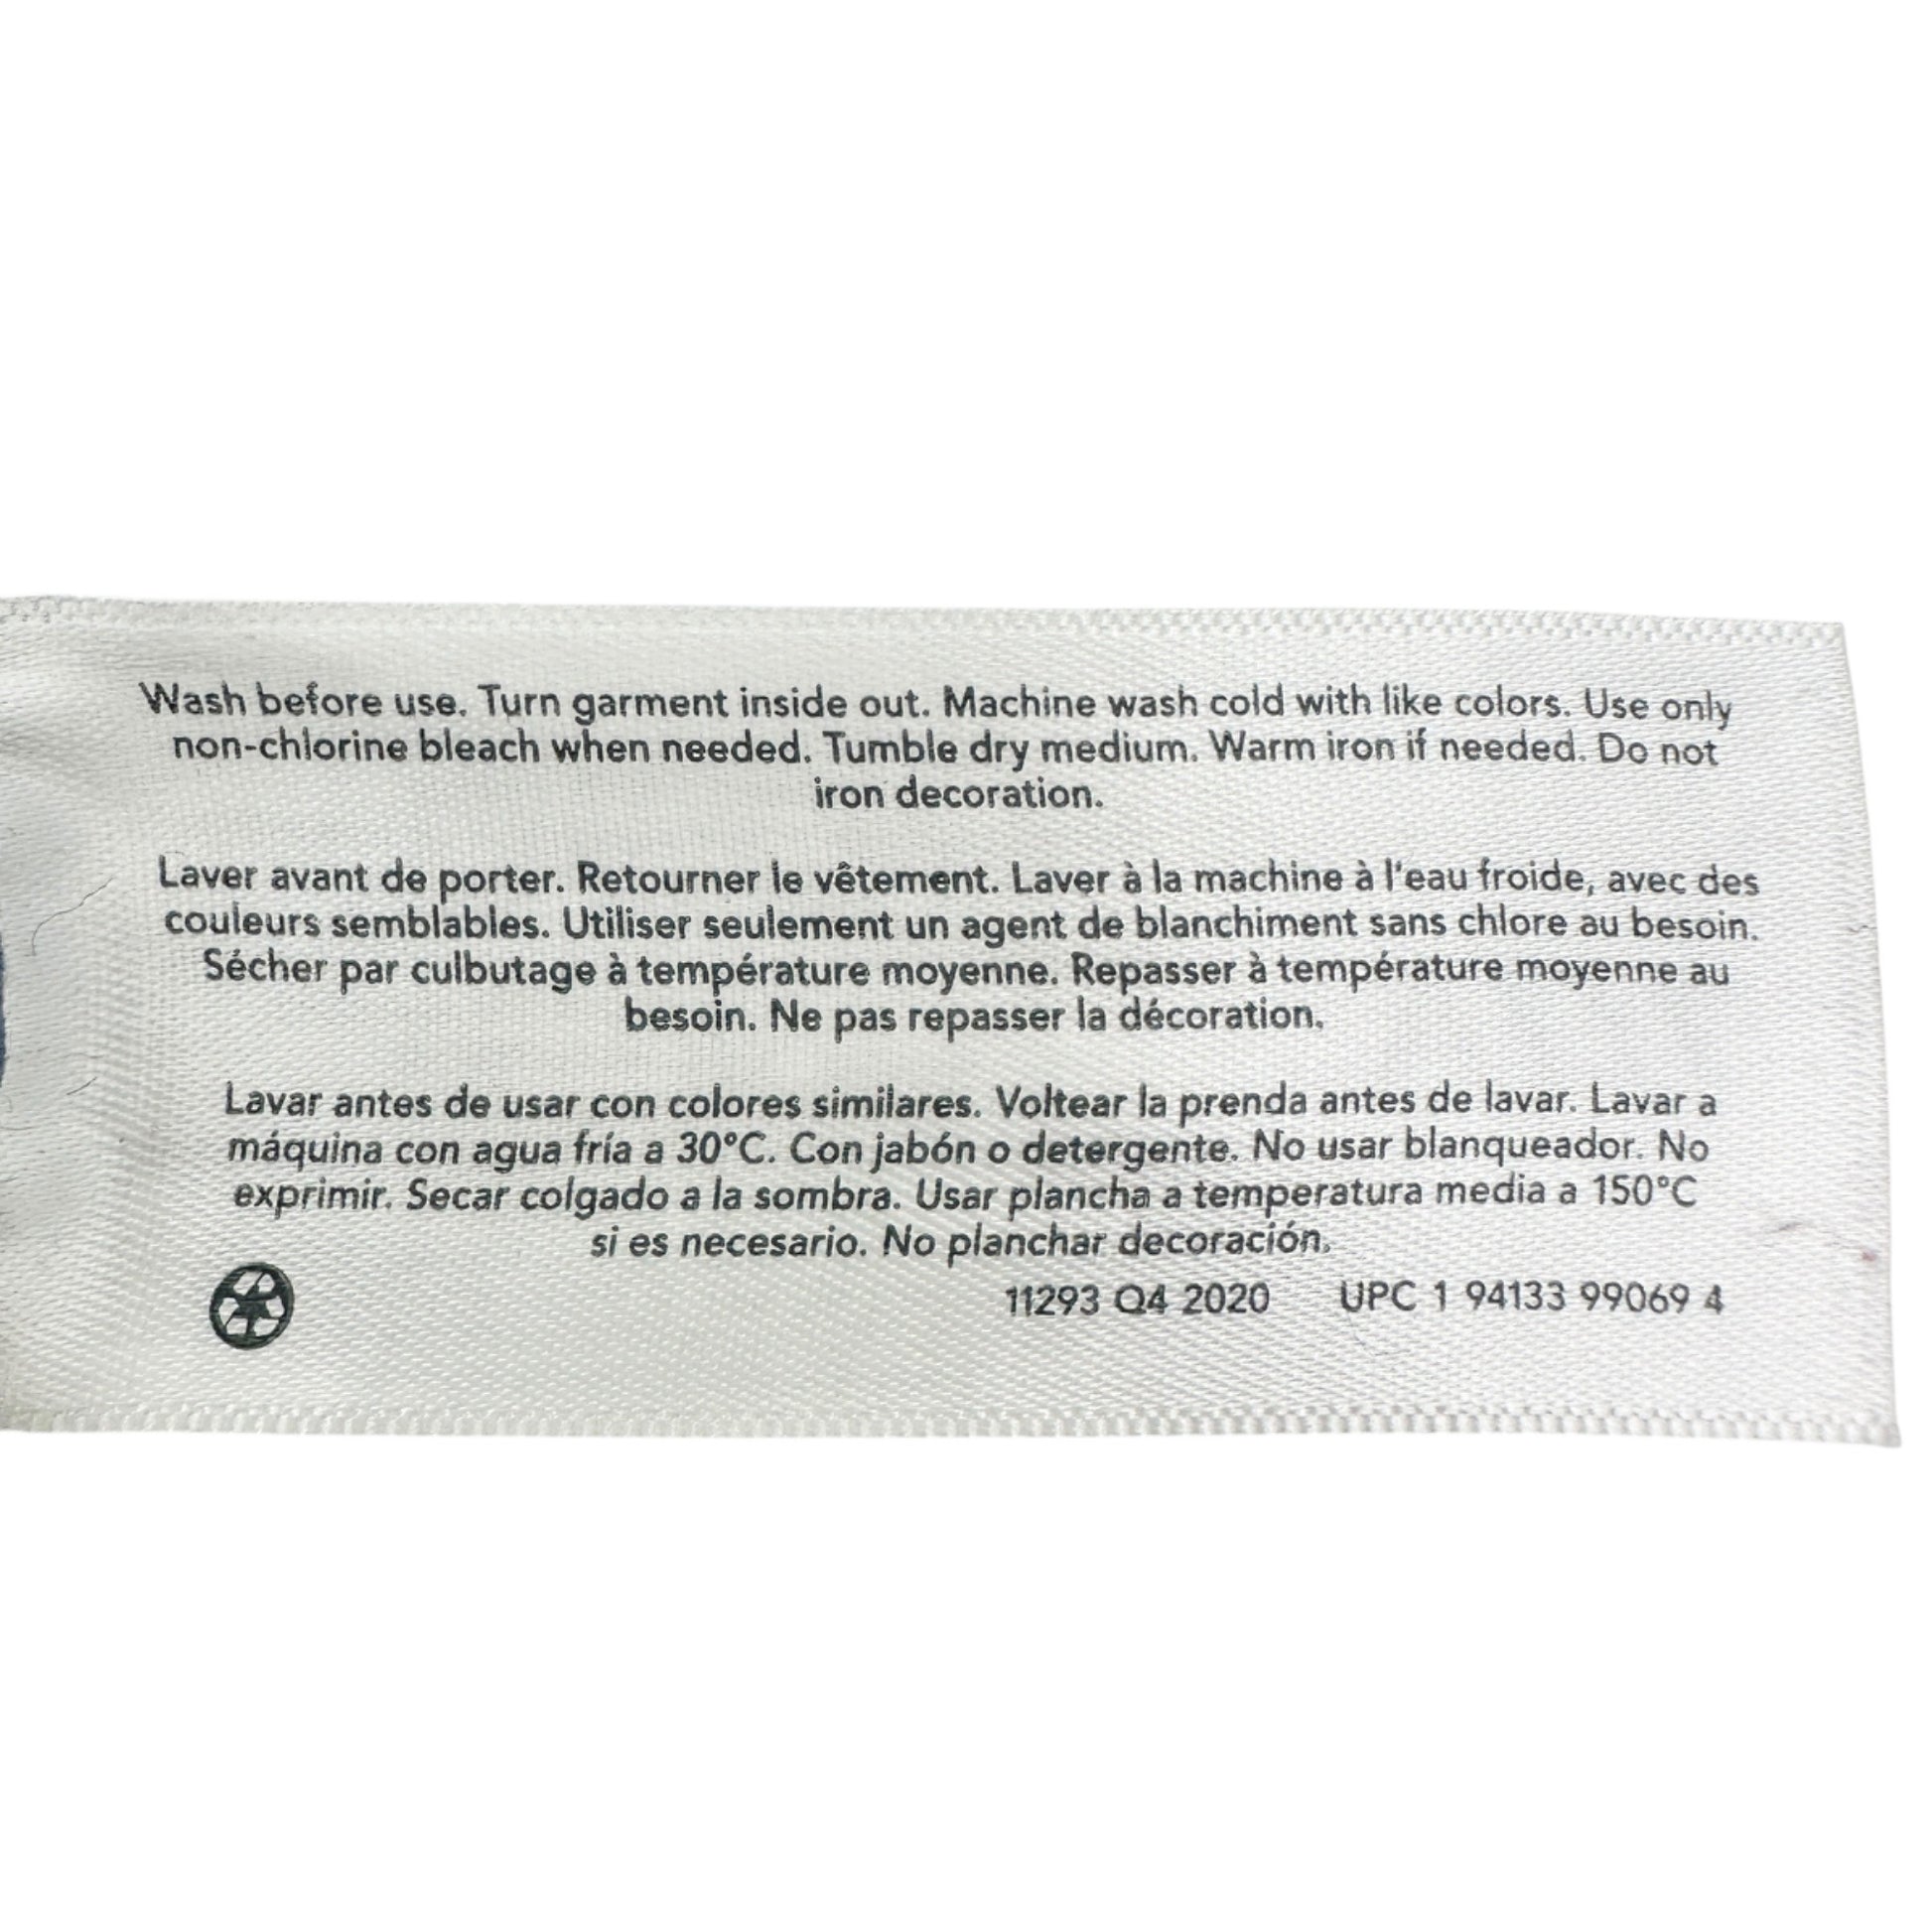 Wash before use. Turn garment inside out. Machine wash cold with like colors. Use only
non-chlorine bleach when needed. Tumble dry medium. Warm iron if needed. Do not
iron decoration.
Laver avant de porter. Retourner le vêtement. Laver à la machine à l'eau froide, avec des
couleurs semblables. Utiliser seulement un agent de blanchiment sans chlore au besoin.
Sécher par culbutage à température moyenne. Repasser à température moyenne au
besoin. Ne pas repasser la décoration.
Lavar antes de usar con colores similares. Voltear la prenda antes de lavar. Lavar a
máquina con agua fría a 30°C. Con jabón o detergente. No usar blanqueador. No
exprimir. Secar colgado a la sombra. Usar plancha a temperatura media a 150°C
si es necesario. No planchar decoración.
11293 Q4 2020 UPC 1 94133 99069 4